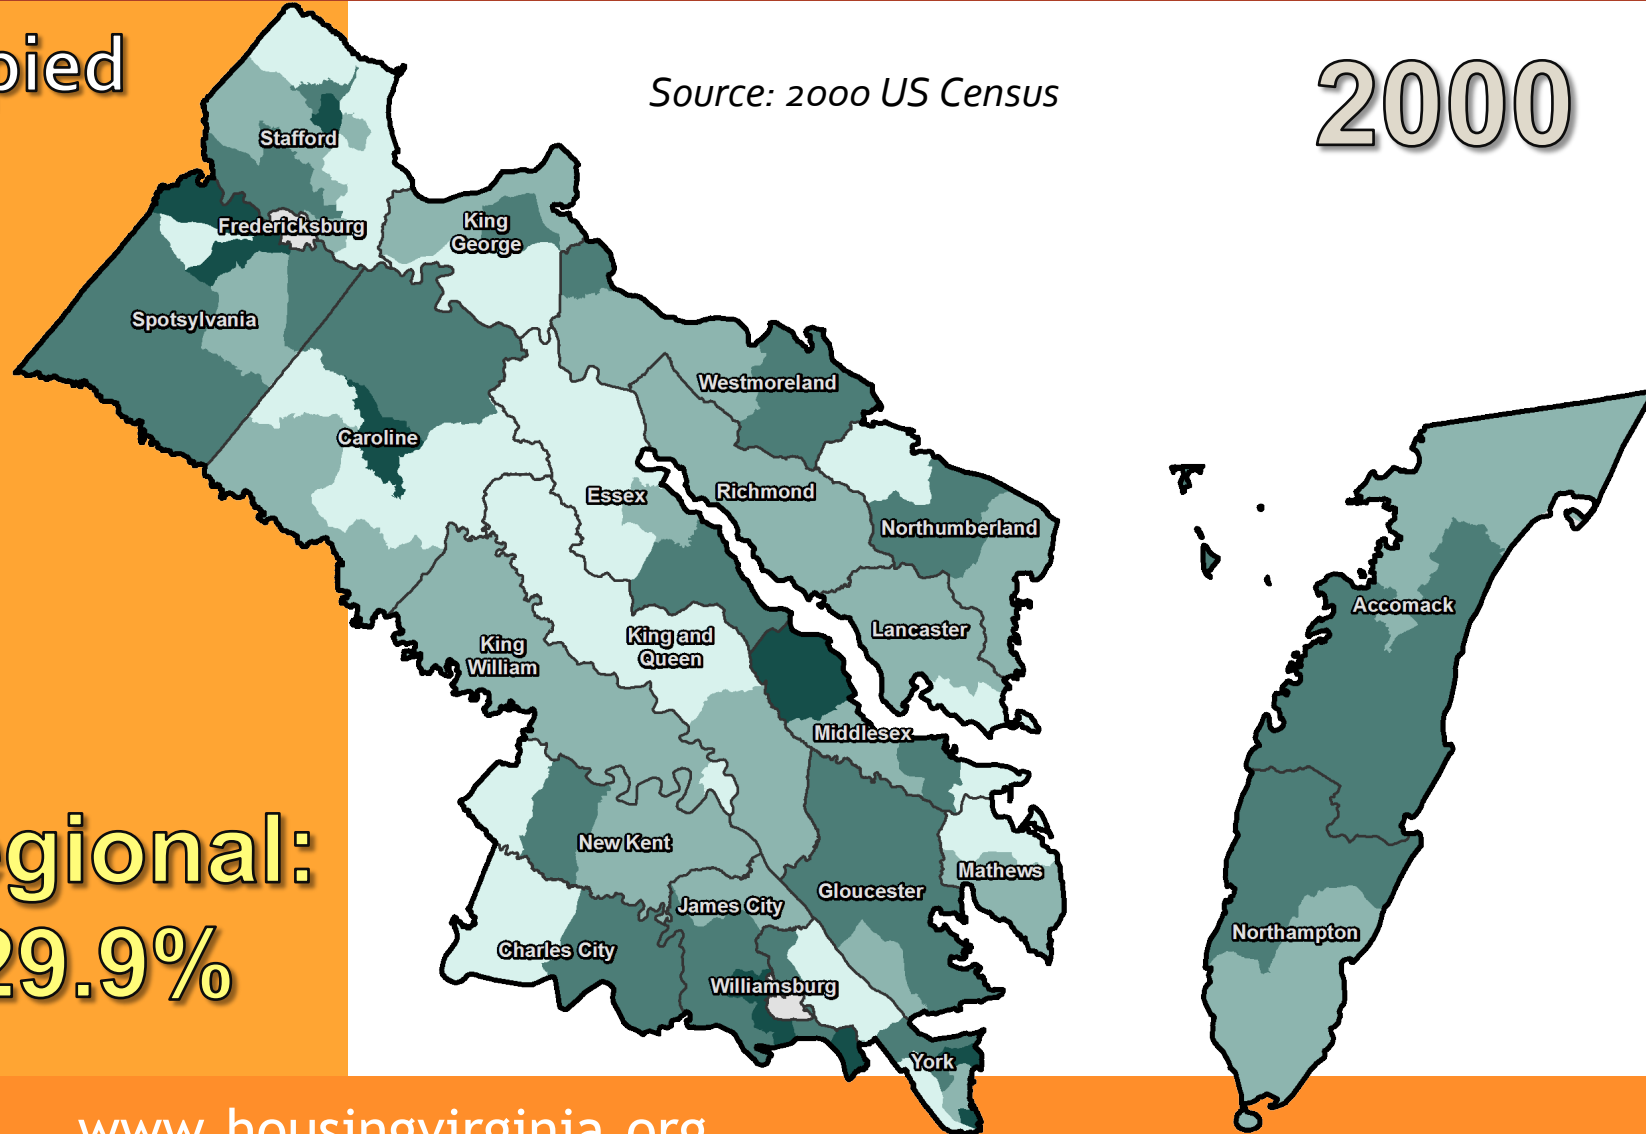 pied
Source: 2000 US Census
2000
Stafford
Fredericksburg
King
George
Spotsylvania
Westmoreland
Caroline
Essex
Richmond
Northumberland
Accomack
King and
Queen
Lancaster
King
William
Middlesex
New Kent
Mathews
Gloucester
James City
Northampton
Charles City
Williamsburg
York
gional:
29.9%
www.housingvirginia.org